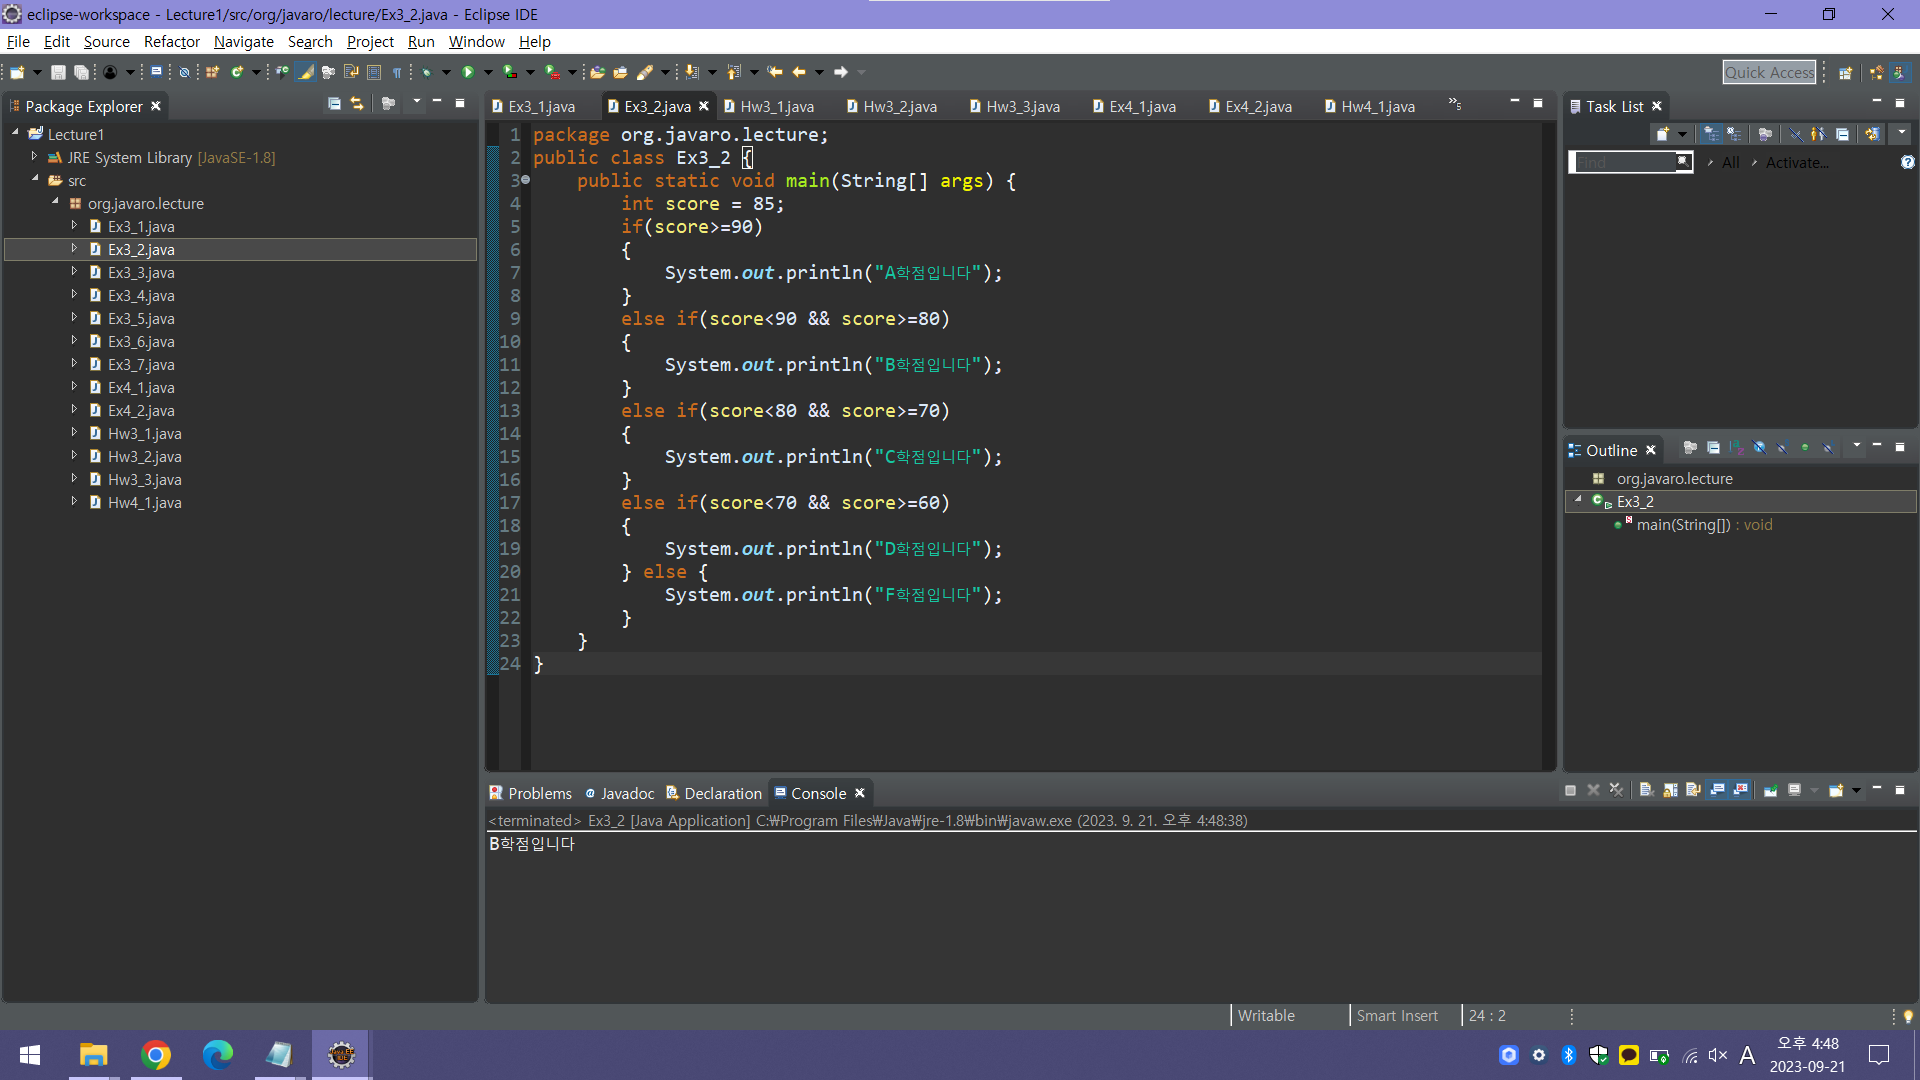 eclipse-workspace - Lecture1/src/org/javaro/lecture/Ex3_2.java - Eclipse IDE
File Edit Source Refactor Navigate Search Project Run Window Help
Quick Access
Package Explorer
Lecture1
JRE System Library [JavaSE-1.8]
src
org.javaro.lecture
Ex3_1.java
Ex3_2.java
Ex3_3.java
Ex3_4.java
Ex3_5.java
Ex3_6.java
Ex3_7.java
Ex4_1.java
Ex4_2.java
Hw3_1.java
Hw3_2.java
Hw3_3.java
Hw4_1.java
Ex3_1.java Ex3_2.java Hw3_1.java Hw3_2.java Hw3_3.java Ex4_1.java Ex4_2.java Hw4_1.java »5
1 package org.javaro.lecture;
2 public class Ex3_2 {
3 public static void main(String[] args) {
4 int score = 85;
5 if(score>=90)
6 {
7 System.out.println("A학점입니다");
8 }
9 else if(score<90 && score>=80)
10 {
11 System.out.println("B학점입니다");
12 }
13 else if(score<80 && score>=70)
14 {
15 System.out.println("C학점입니다");
16 }
17 else if(score<70 && score>=60)
18 {
19 System.out.println("D학점입니다");
20 } else {
21 System.out.println("F학점입니다");
22 }
23 }
24 }
Task List
Find All Activate...
Outline
org.javaro.lecture
Ex3_2
main(String[]) : void
Problems Javadoc Declaration Console
<terminated> Ex3_2 [Java Application] C:₩Program Files₩Java₩jre-1.8₩bin₩javaw.exe (2023. 9. 21. 오후 4:48:38)
B학점입니다
Writable Smart Insert 24 : 2
A
오후 4:48
2023-09-21